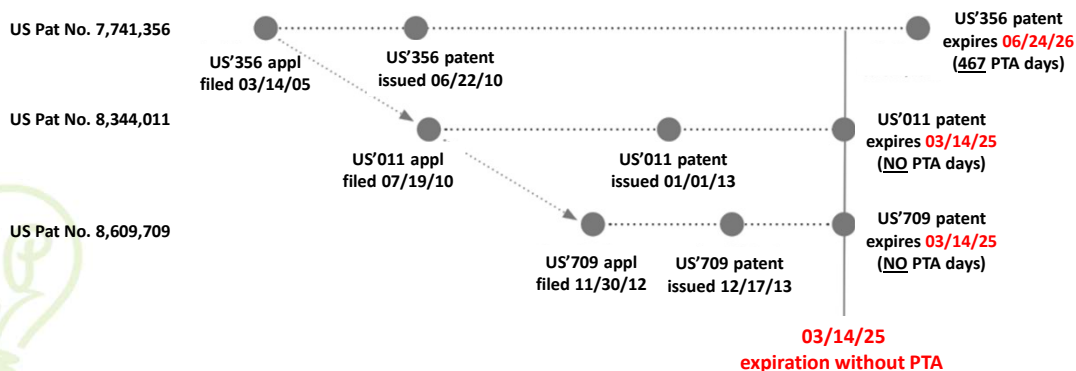 US Pat No. 7,741,356
US'356 appl
filed 03/14/05
US'356 patent
issued 06/22/10
US'356 patent
expires 06/24/26
(467 PTA days)
US Pat No. 8,344,011
US'011 appl
filed 07/19/10
US'011 patent
issued 01/01/13
US'011 patent
expires 03/14/25
(NO PTA days)
US Pat No. 8,609,709
US'709 appl
filed 11/30/12
US'709 patent
issued 12/17/13
US'709 patent
expires 03/14/25
(NO PTA days)
03/14/25
expiration without PTA